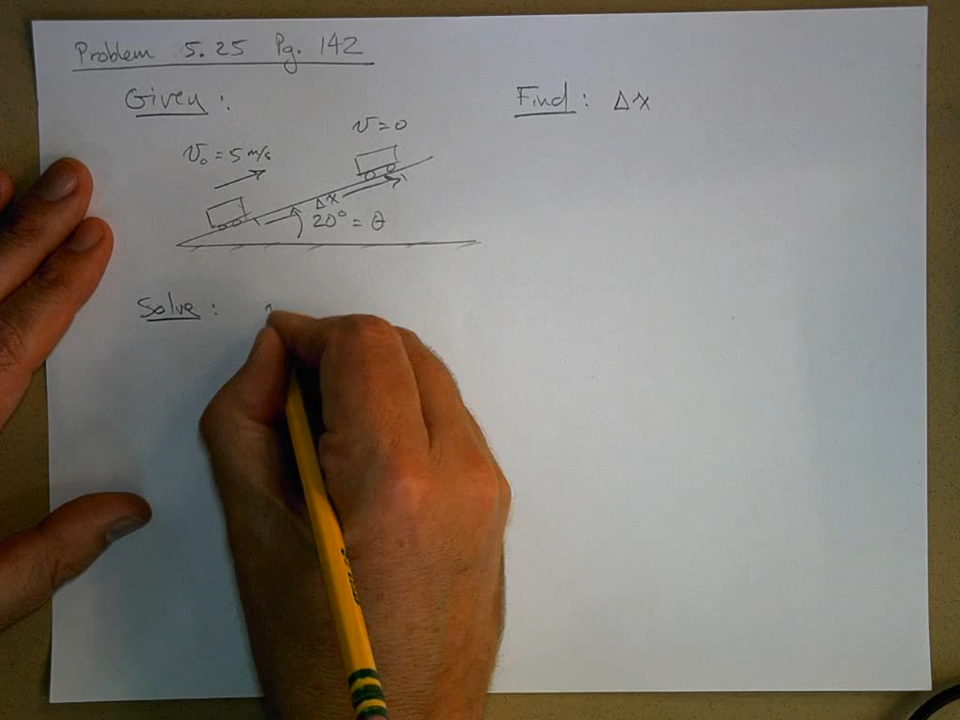 Problem 5.25 Pg. 142
Given:
Find: Δx
v=0
v₀ = 5 m/s
Δx
20° = θ
Solve: